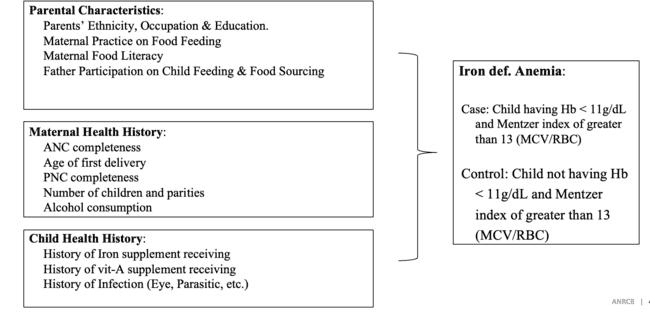 Parental Characteristics:
Parents' Ethnicity, Occupation & Education.
Maternal Practice on Food Feeding
Maternal Food Literacy
Father Participation on Child Feeding & Food Sourcing
Maternal Health History:
ANC completeness
Age of first delivery
PNC completeness
Number of children and parities
Alcohol consumption
Child Health History:
History of Iron supplement receiving
History of vit-A supplement receiving
History of Infection (Eye, Parasitic, etc.)
Iron def. Anemia:
Case: Child having Hb < 11g/dL
and Mentzer index of greater
than 13 (MCV/RBC)
Control: Child not having Hb
< 11g/dL and Mentzer
index of greater than 13
(MCV/RBC)
ANRCB |